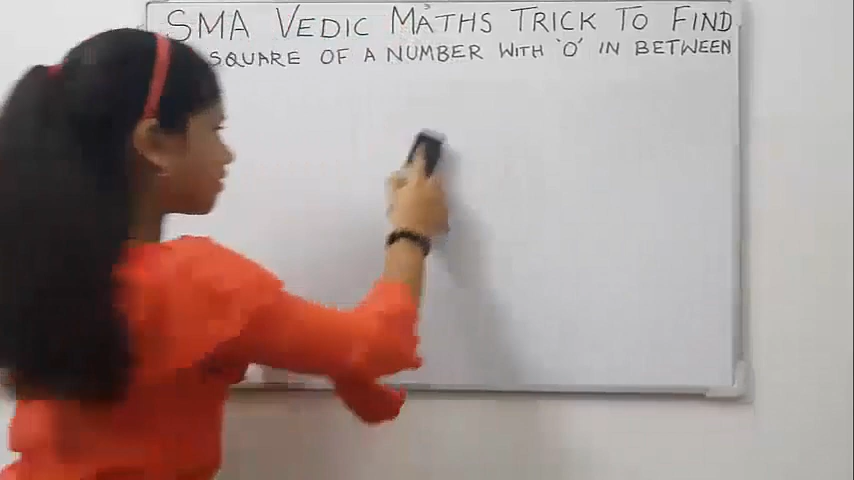 SMA VEDIC MATHS TRICK TO FIND
SQUARE OF A NUMBER WITH '0' IN BETWEEN